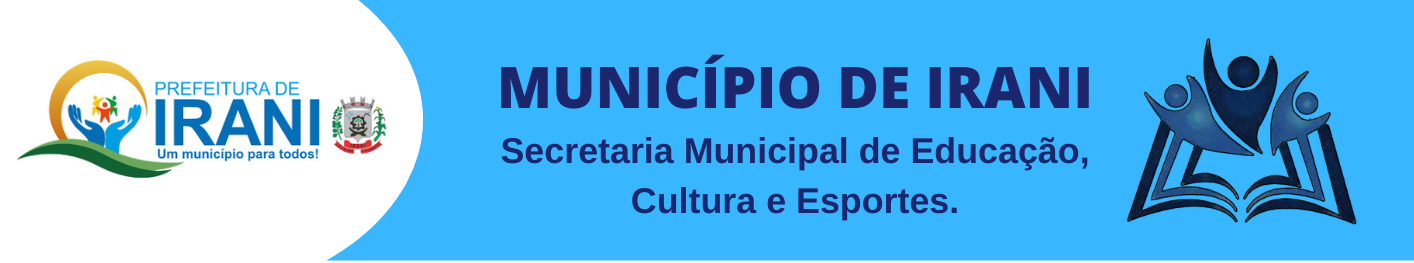 PREFEITURA DE
IRANI
Um município para todos!
MUNICÍPIO DE IRANI
Secretaria Municipal de Educação,
Cultura e Esportes.